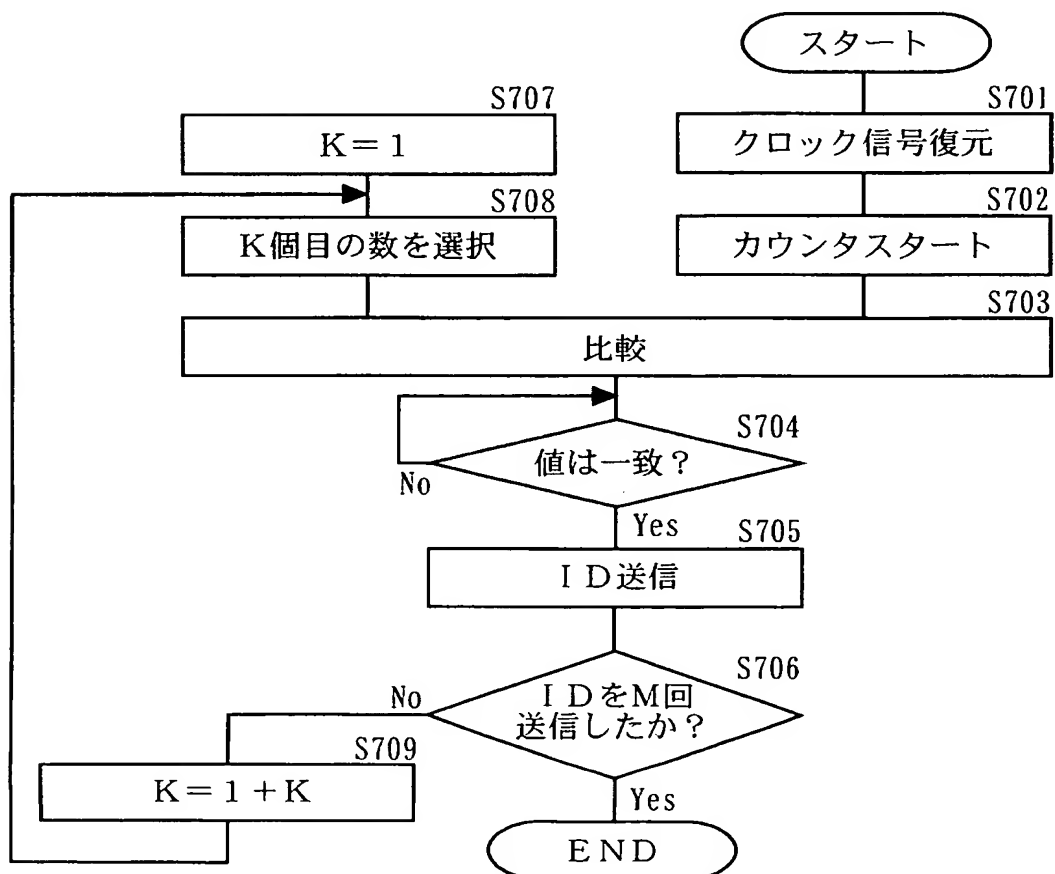 スタート
S707
K=1
S701
クロック信号復元
S708
K個目の数を選択
S702
カウンタスタート
S703
比較
S704
値は一致?
No
Yes
S705
ID送信
S706
IDをM回
送信したか?
No
S709
K=1+K
Yes
END